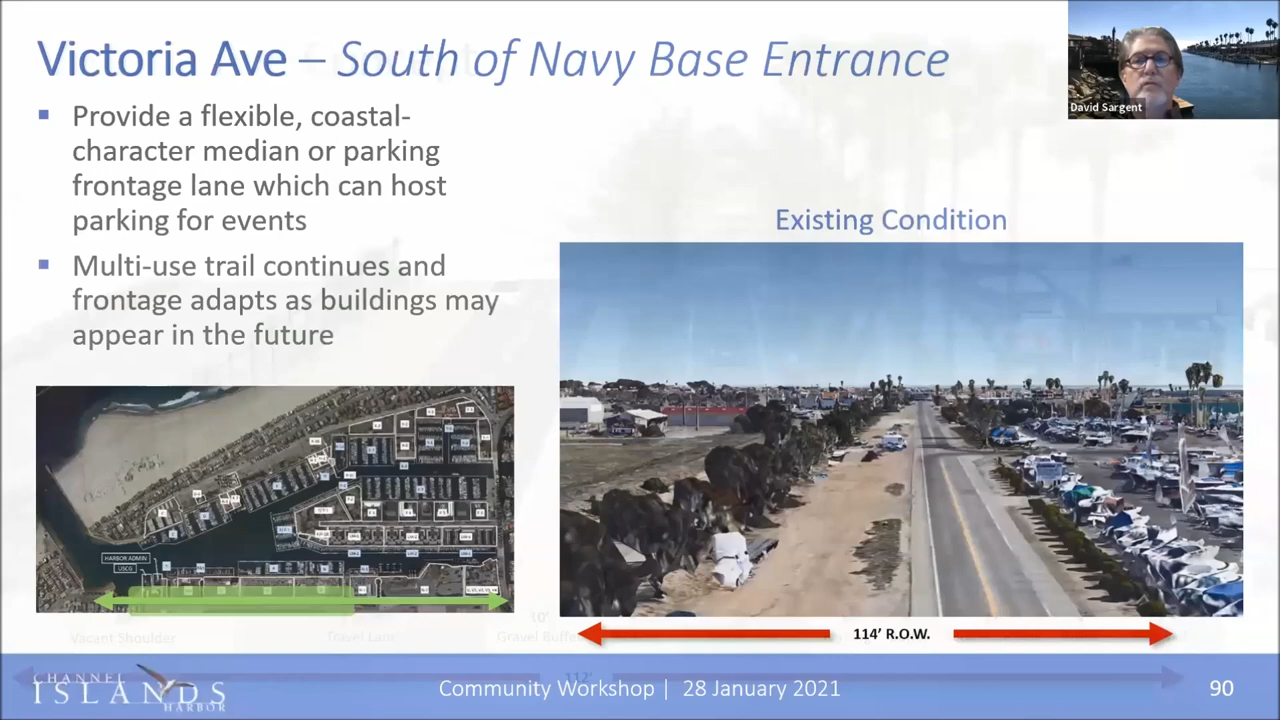 Victoria Ave – South of Navy Base Entrance
David Sargent
▪ Provide a flexible, coastal-
character median or parking
frontage lane which can host
parking for events
▪ Multi-use trail continues and
frontage adapts as buildings may
appear in the future
Existing Condition
HARBOR ADMIN
USCG
114' R.O.W.
10'
Vacant Shoulder
Travel Lane
Gravel Buffer
112'
CHANNEL
ISLANDS
HARBOR
Community Workshop | 28 January 2021
90